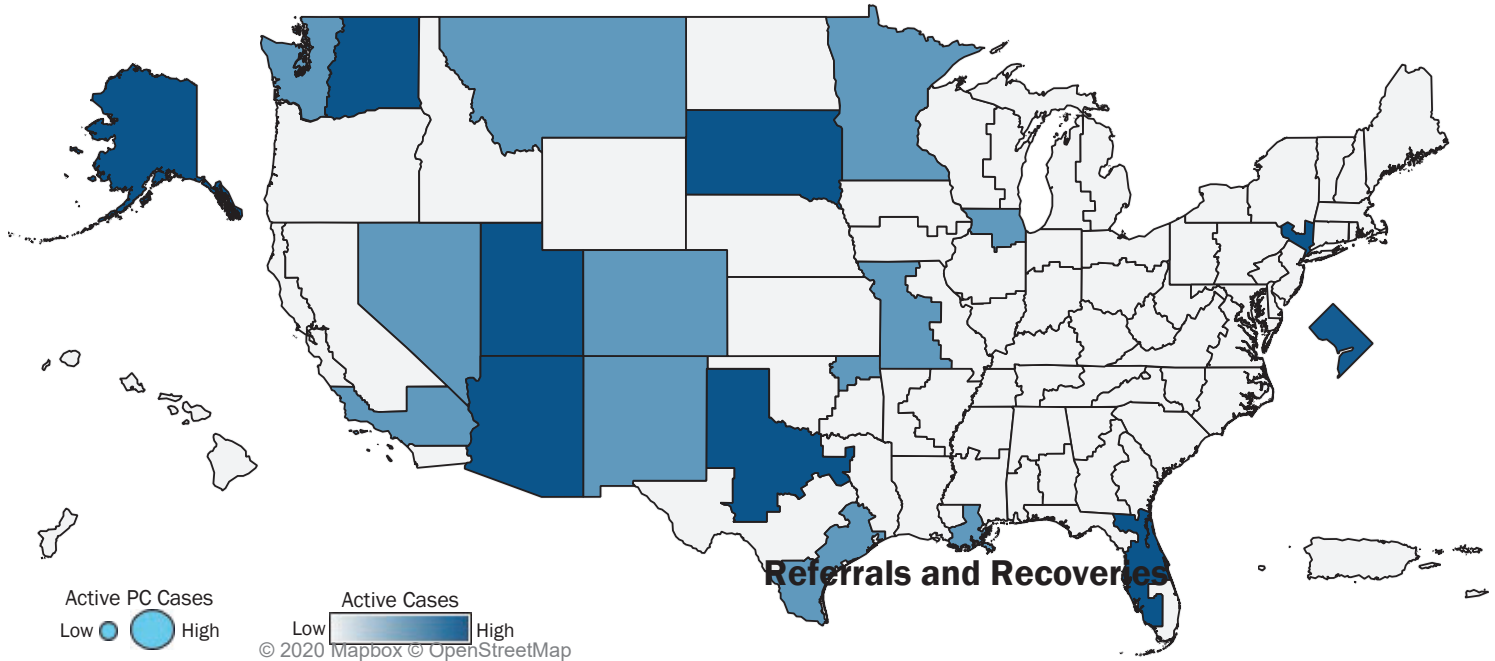 Referrals and Recoveries
Active PC Cases
Low High
Active Cases
Low High
© 2020 Mapbox © OpenStreetMap